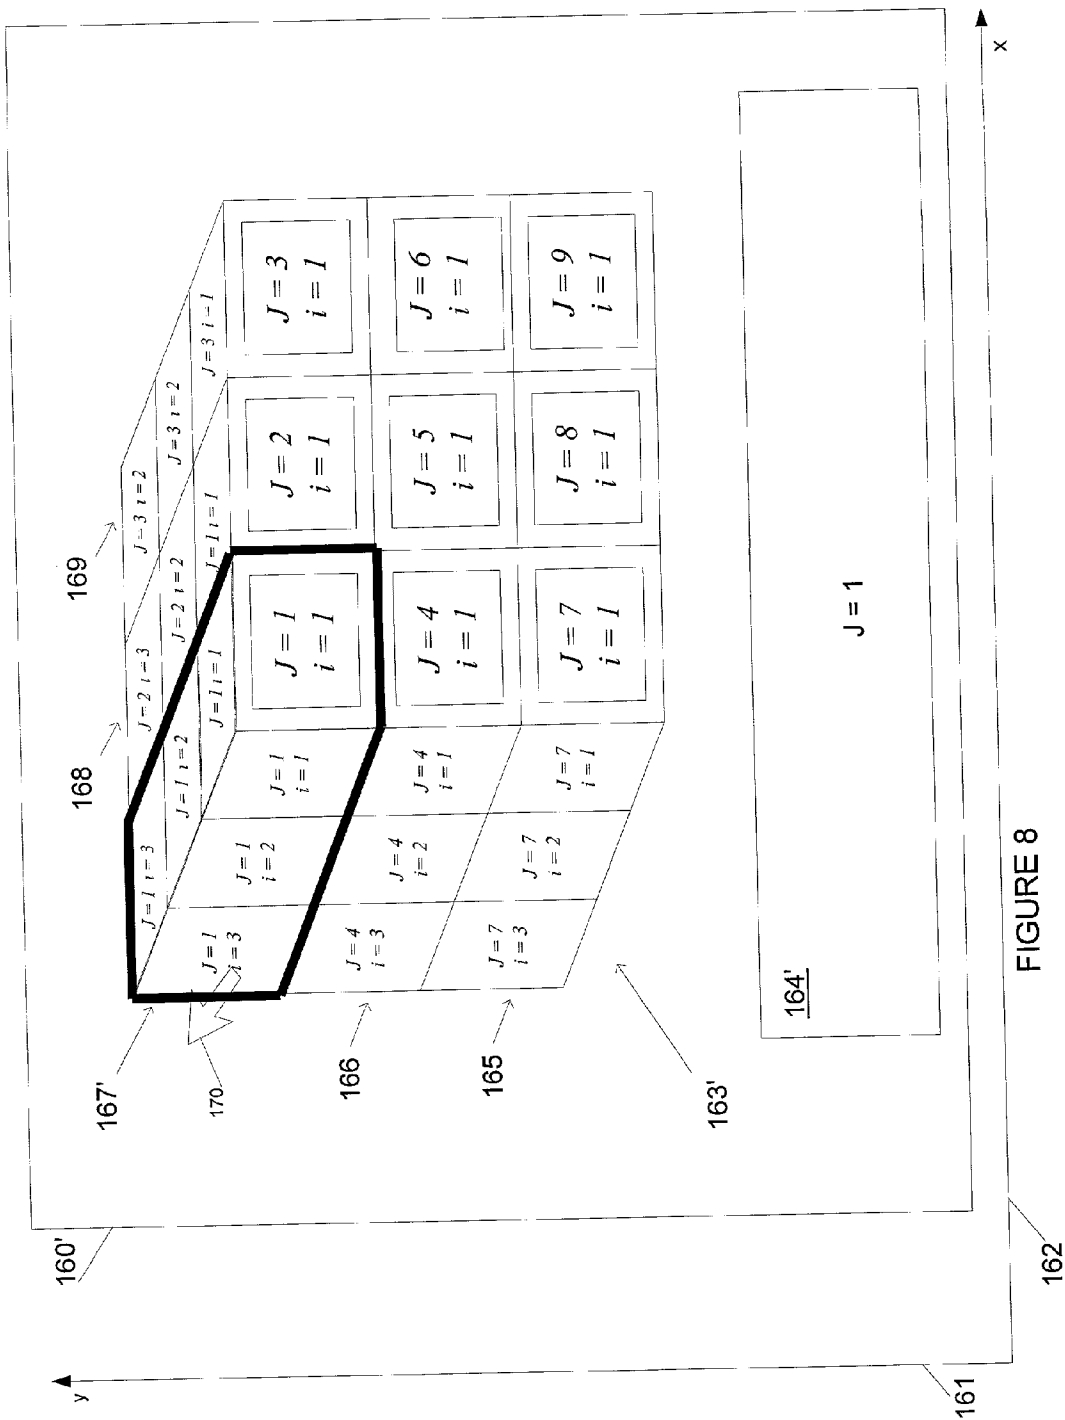 y
160'
167'
168
169
J=1 i=3
J=2 i=3
J=3 i=2
J=1 i=2
J=2 i=2
J=3 i=2
J=1 i=1
J=1 i=1
J=3 i=1
170
J=1
i=3
J=1
i=2
J=1
i=1
J = 1
i = 1
J = 2
i = 1
J = 3
i = 1
166
J=4
i=3
J=4
i=2
J=4
i=1
J = 4
i = 1
J = 5
i = 1
J = 6
i = 1
165
J=7
i=3
J=7
i=2
J=7
i=1
J = 7
i = 1
J = 8
i = 1
J = 9
i = 1
163'
164'
J = 1
161
162
x
FIGURE 8